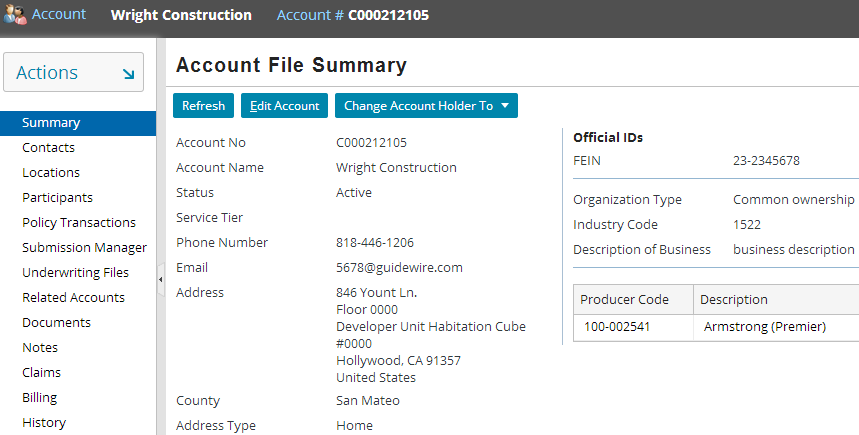 Account Wright Construction Account # C000212105
Actions
Summary
Contacts
Locations
Participants
Policy Transactions
Submission Manager
Underwriting Files
Related Accounts
Documents
Notes
Claims
Billing
History
Account File Summary
Refresh Edit Account Change Account Holder To
Account No C000212105
Account Name Wright Construction
Status Active
Service Tier
Phone Number 818-446-1206
Email 5678@guidewire.com
Address 846 Yount Ln.
Floor 0000
Developer Unit Habitation Cube
#0000
Hollywood, CA 91357
United States
County San Mateo
Address Type Home
Official IDs
FEIN 23-2345678
Organization Type Common ownership
Industry Code 1522
Description of Business business description
Producer Code Description
100-002541 Armstrong (Premier)